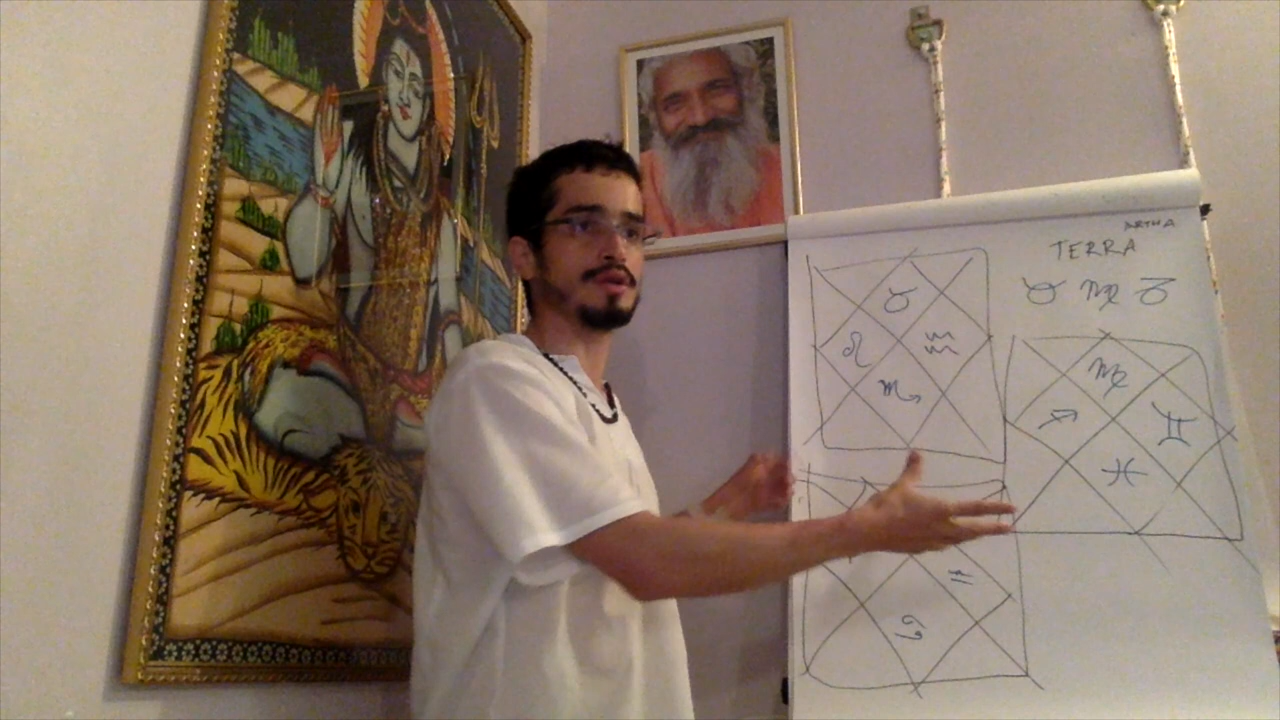 ARTHA
TERRA
♉ ♍ ♑
♉
♌ ♒
♏
♍
♐ ♊
♓
♎
♋